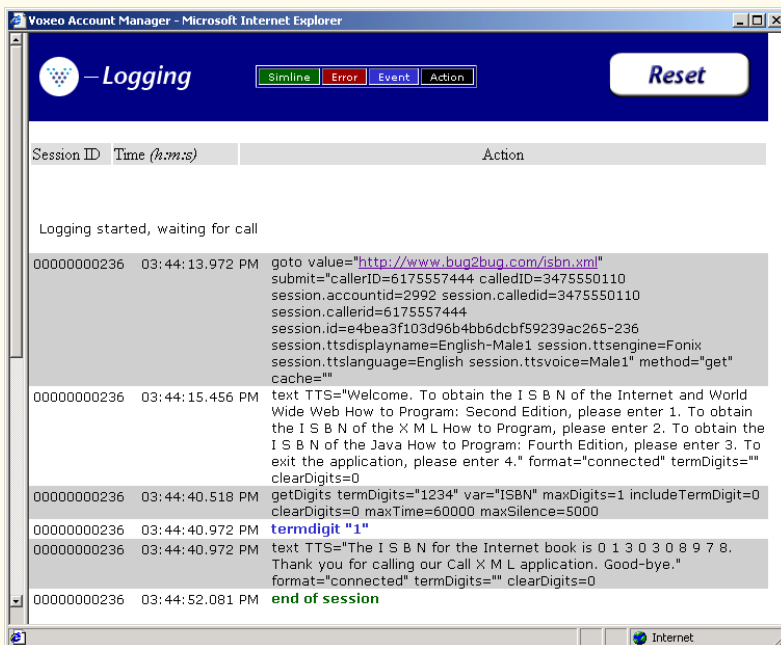 Voxeo Account Manager - Microsoft Internet Explorer
Logging
Simline Error Event Action
Reset
Session ID Time (h:m:s) Action
Logging started, waiting for call
00000000236 03:44:13.972 PM goto value="http://www.bug2bug.com/isbn.xml"
submit="callerID=6175557444 calledID=3475550110
session.accountid=2992 session.calledid=3475550110
session.callerid=6175557444
session.id=e4bea3f103d96b4bb6dcbf59239ac265-236
session.ttsdisplayname=English-Male1 session.ttsengine=Fonix
session.ttslanguage=English session.ttsvoice=Male1" method="get"
cache=""
00000000236 03:44:15.456 PM text TTS="Welcome. To obtain the I S B N of the Internet and World
Wide Web How to Program: Second Edition, please enter 1. To obtain
the I S B N of the X M L How to Program, please enter 2. To obtain the
I S B N of the Java How to Program: Fourth Edition, please enter 3. To
exit the application, please enter 4." format="connected" termDigits=""
clearDigits=0
00000000236 03:44:40.518 PM getDigits termDigits="1234" var="ISBN" maxDigits=1 includeTermDigit=0
clearDigits=0 maxTime=60000 maxSilence=5000
00000000236 03:44:40.972 PM termdigit "1"
00000000236 03:44:40.972 PM text TTS="The I S B N for the Internet book is 0 1 3 0 3 0 8 9 7 8.
Thank you for calling our Call X M L application. Good-bye."
format="connected" termDigits="" clearDigits=0
00000000236 03:44:52.081 PM end of session
Internet